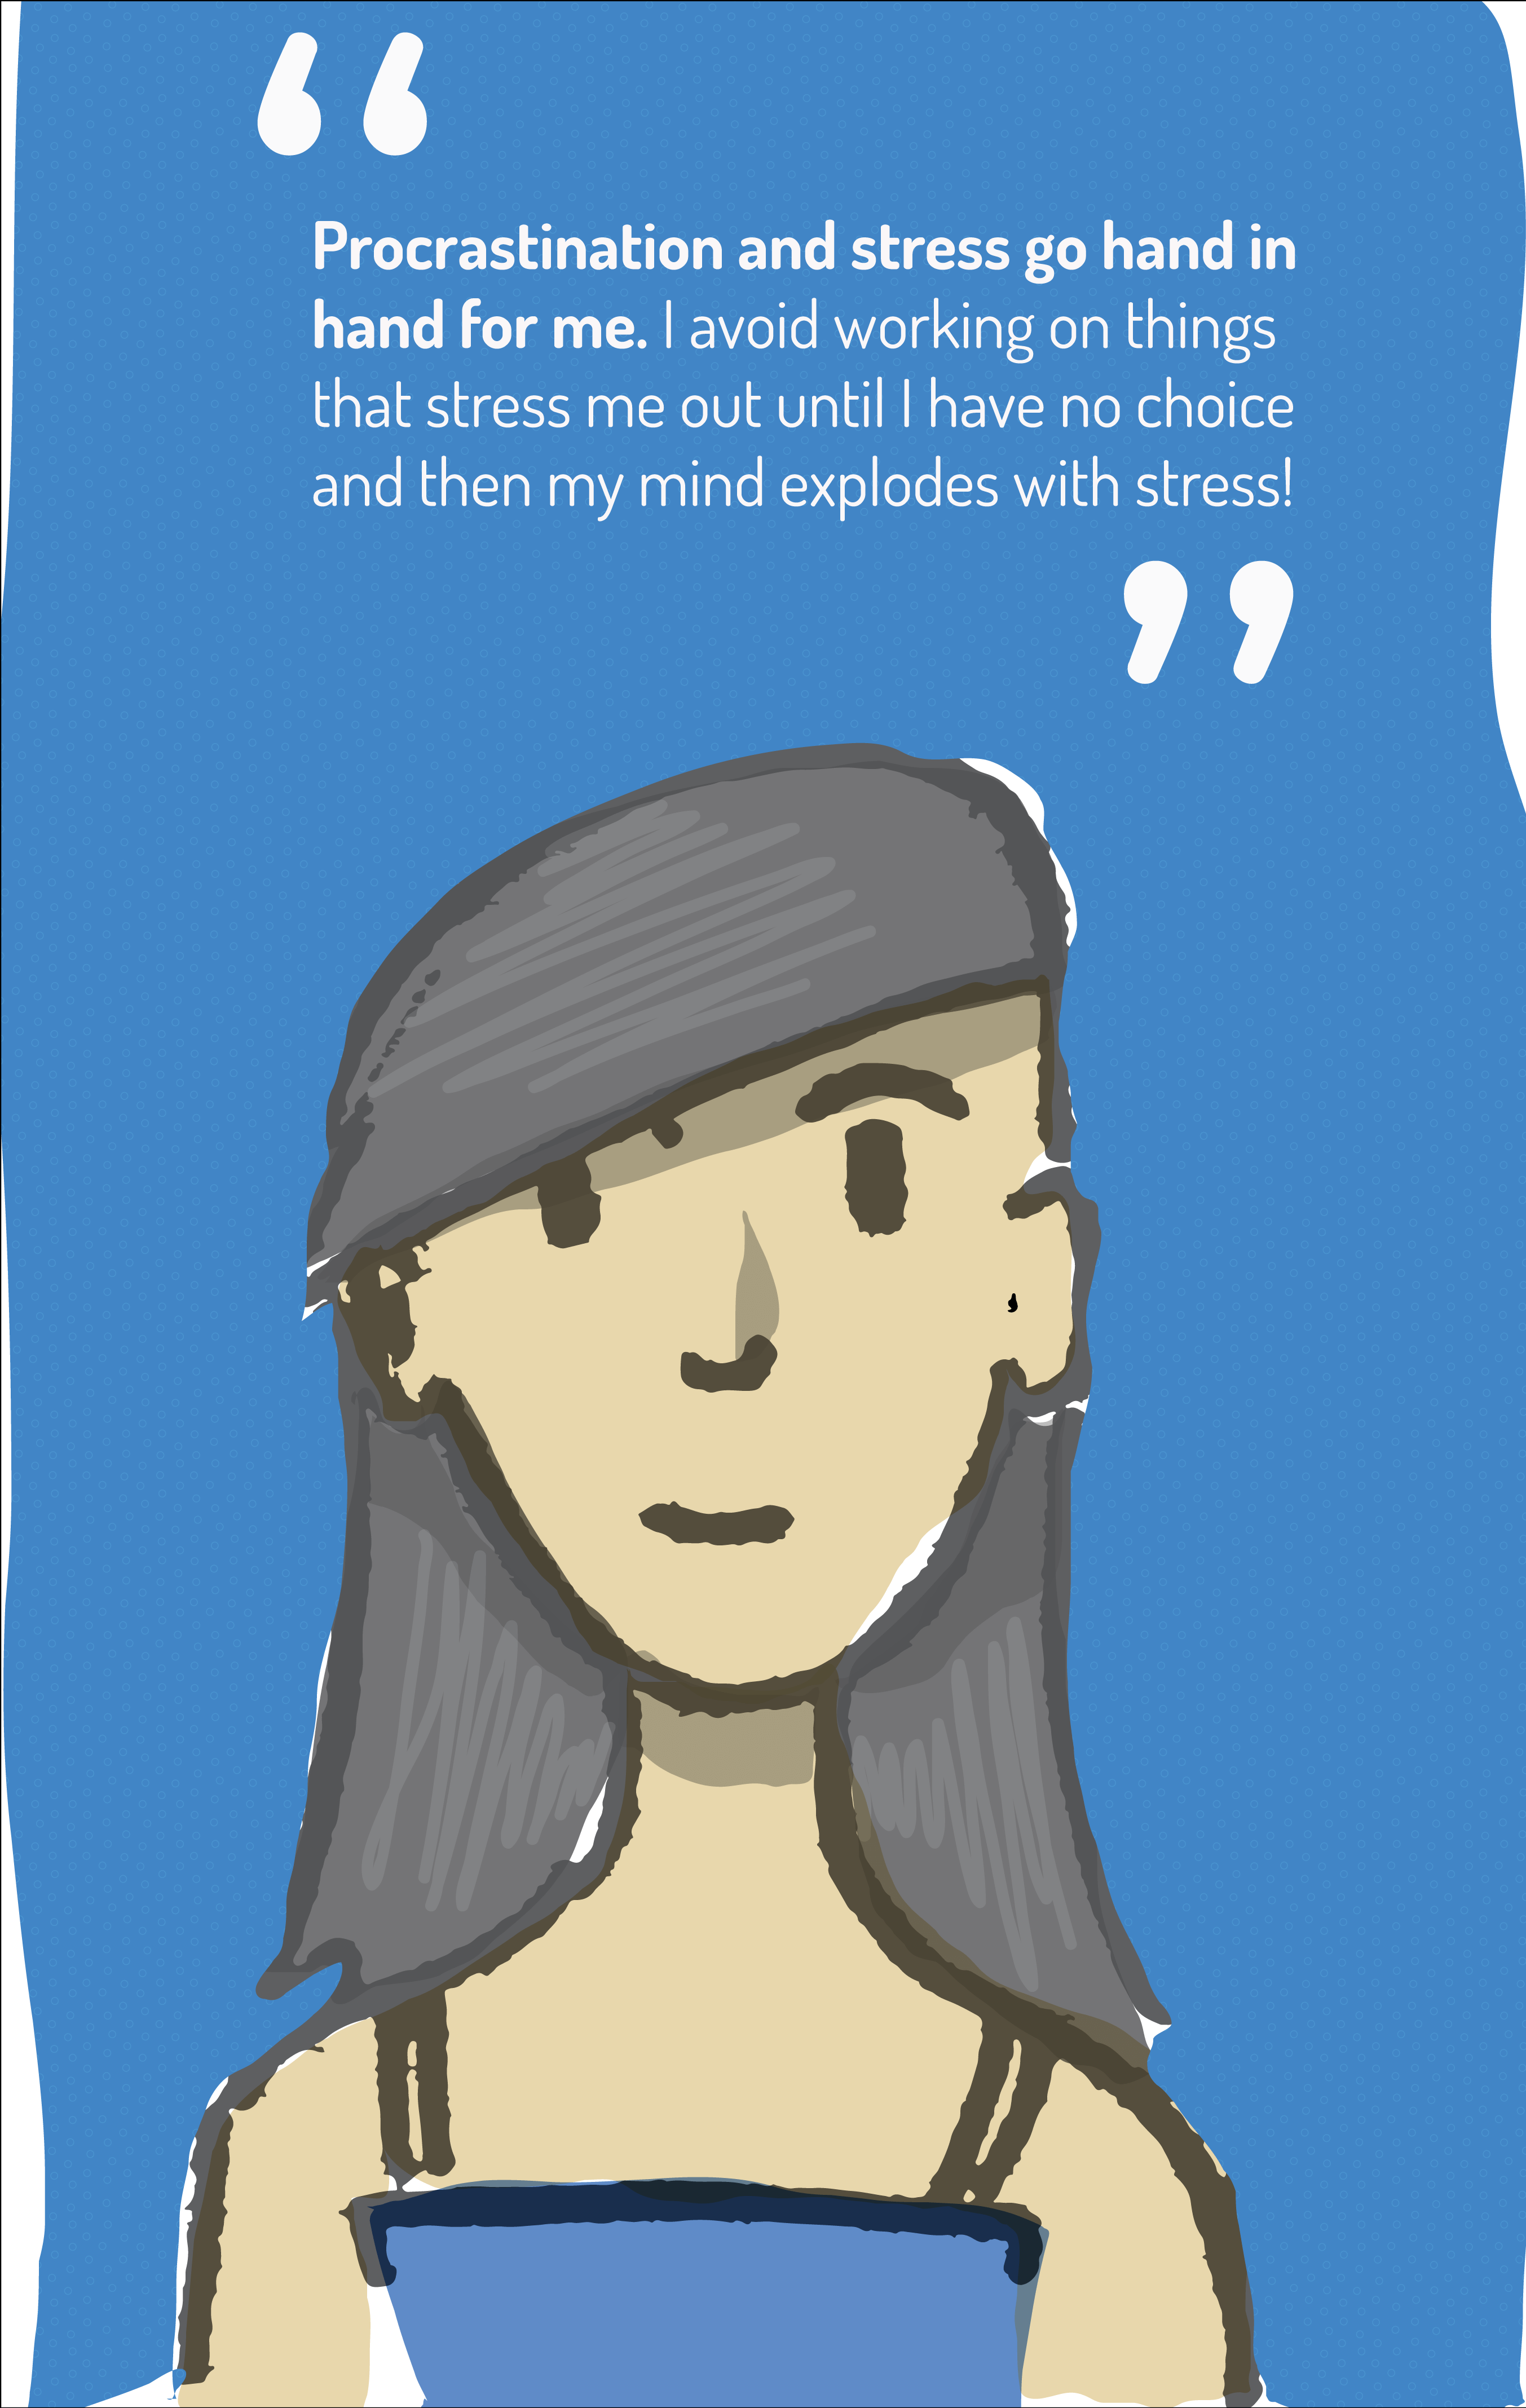 “
Procrastination and stress go hand in
hand for me. I avoid working on things
that stress me out until I have no choice
and then my mind explodes with stress!
”